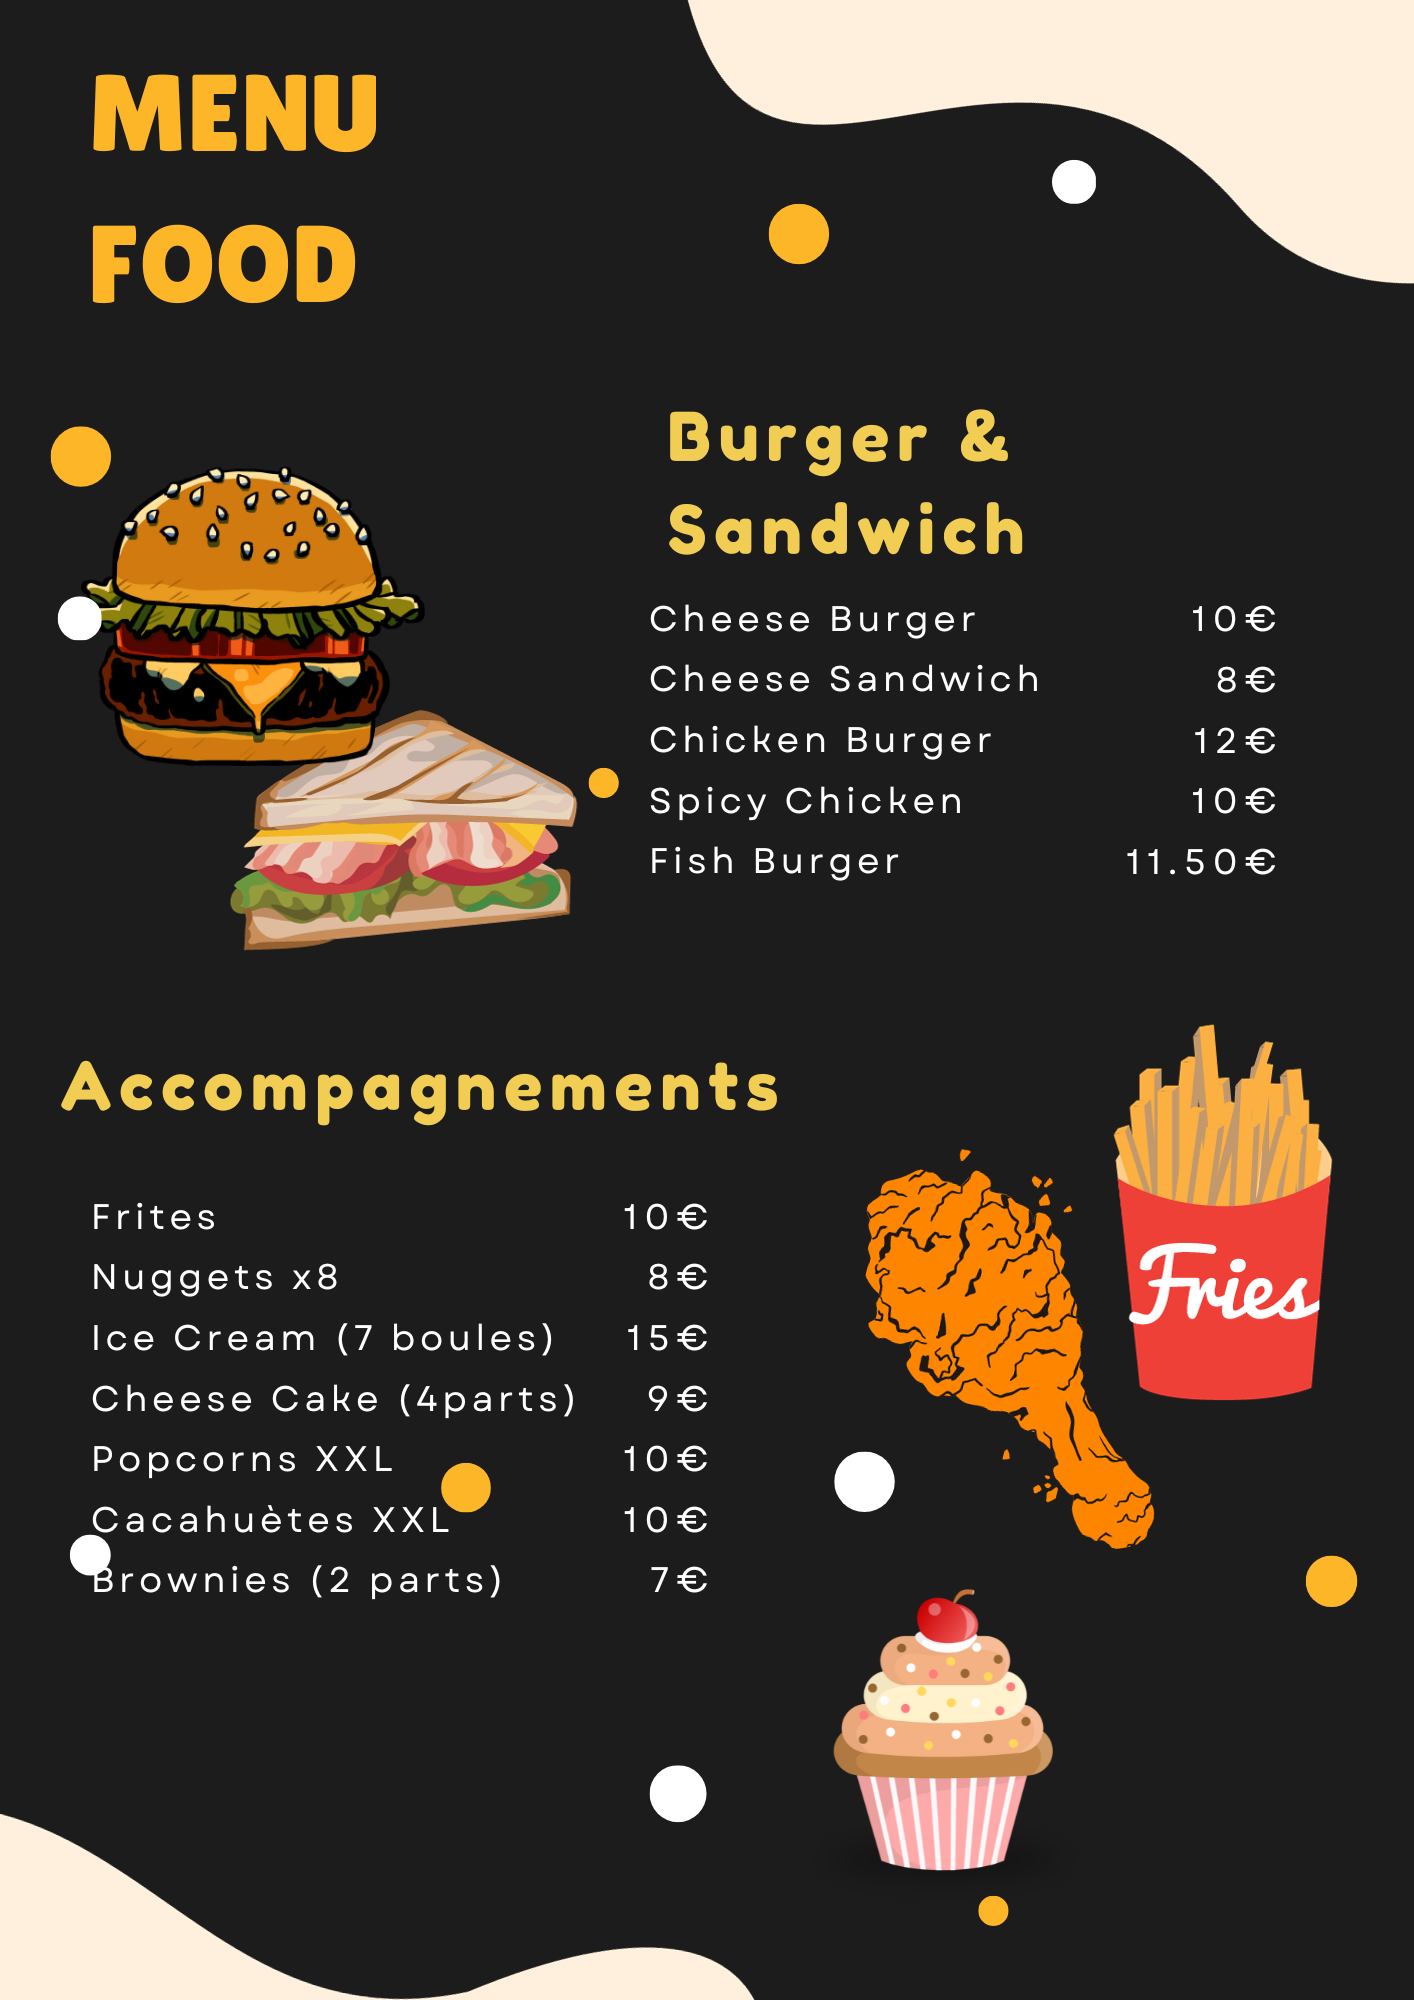 MENU
FOOD
Burger &
Sandwich
Cheese Burger 10€
Cheese Sandwich 8€
Chicken Burger 12€
Spicy Chicken 10€
Fish Burger 11.50€
Accompagnements
Frites 10€
Nuggets x8 8€
Ice Cream (7 boules) 15€
Cheese Cake (4parts) 9€
Popcorns XXL 10€
Cacahuètes XXL 10€
Brownies (2 parts) 7€
Fries